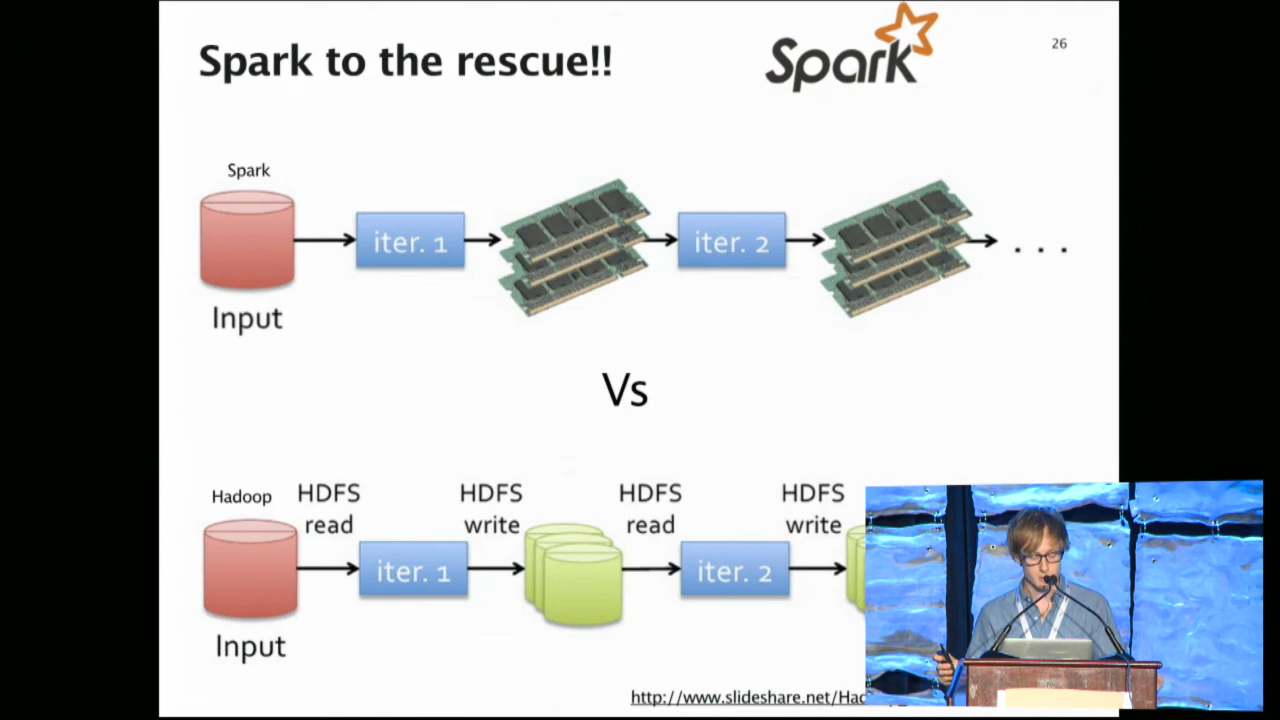 Spark to the rescue!!
Spark
26
Spark
iter. 1
iter. 2
. . .
Input
Vs
Hadoop
HDFS
read
HDFS
write
HDFS
read
HDFS
write
iter. 1
iter. 2
Input
http://www.slideshare.net/Had